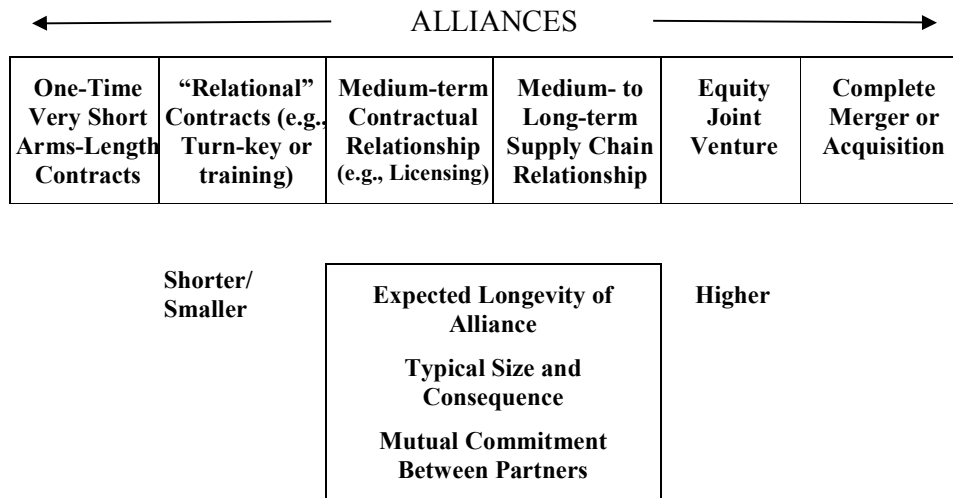 ALLIANCES
One-Time
Very Short
Arms-Length
Contracts
“Relational”
Contracts (e.g.,
Turn-key or
training)
Medium-term
Contractual
Relationship
(e.g., Licensing)
Medium- to
Long-term
Supply Chain
Relationship
Equity
Joint
Venture
Complete
Merger or
Acquisition
Shorter/
Smaller
Expected Longevity of
Alliance
Typical Size and
Consequence
Mutual Commitment
Between Partners
Higher